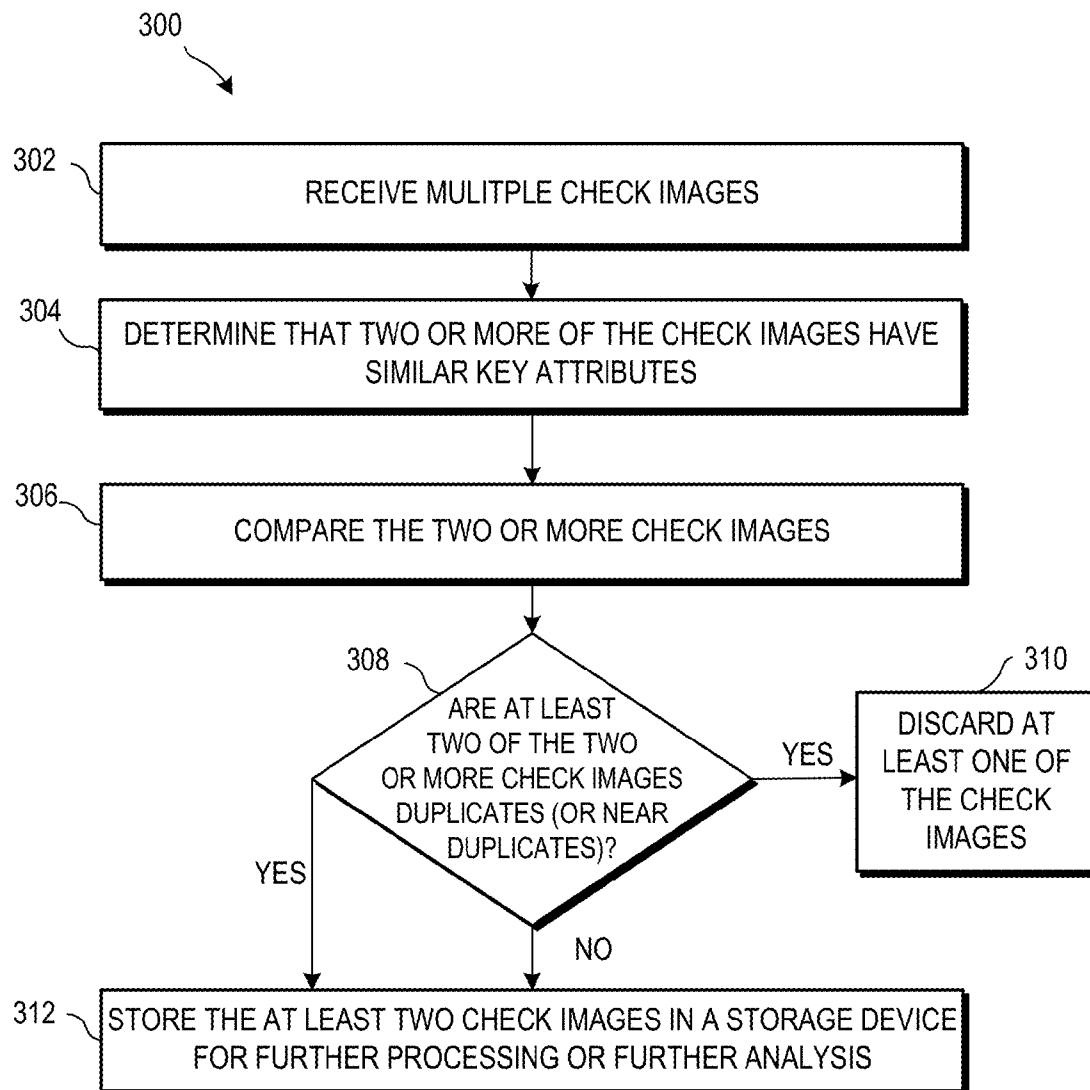 300
302
RECEIVE MULITPLE CHECK IMAGES
304
DETERMINE THAT TWO OR MORE OF THE CHECK IMAGES HAVE
SIMILAR KEY ATTRIBUTES
306
COMPARE THE TWO OR MORE CHECK IMAGES
308
ARE AT LEAST
TWO OF THE TWO
OR MORE CHECK IMAGES
DUPLICATES (OR NEAR
DUPLICATES)?
YES
310
DISCARD AT
LEAST ONE OF
THE CHECK
IMAGES
YES
NO
312
STORE THE AT LEAST TWO CHECK IMAGES IN A STORAGE DEVICE
FOR FURTHER PROCESSING OR FURTHER ANALYSIS